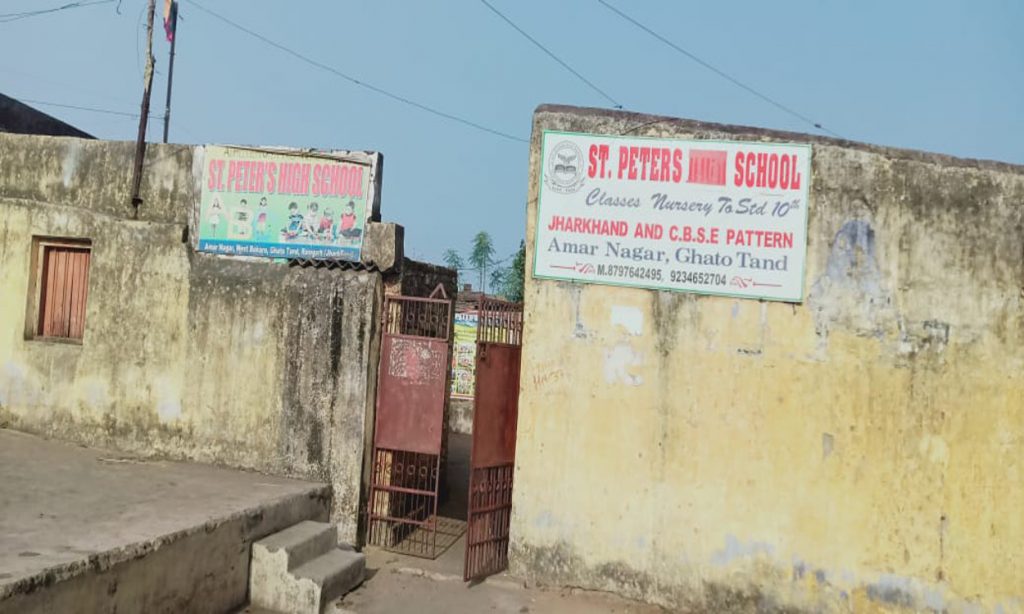 ST. PETER'S HIGH SCHOOL
Amar Nagar, West Bokaro, Ghato Tand, Ramgarh (Jharkhand)
ST. PETERS SCHOOL
Classes Nursery To Std 10th
JHARKHAND AND C.B.S.E PATTERN
Amar Nagar, Ghato Tand
M.8797642495, 9234652704